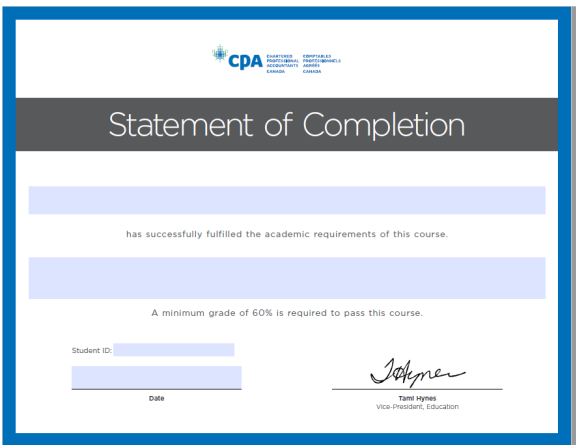 CPA
CHARTERED PROFESSIONAL ACCOUNTANTS CANADA
COMPTABLES PROFESSIONNELS AGRÉÉS CANADA
Statement of Completion
has successfully fulfilled the academic requirements of this course.
A minimum grade of 60% is required to pass this course.
Student ID:
THynes
Date
Tami Hynes
Vice-President, Education